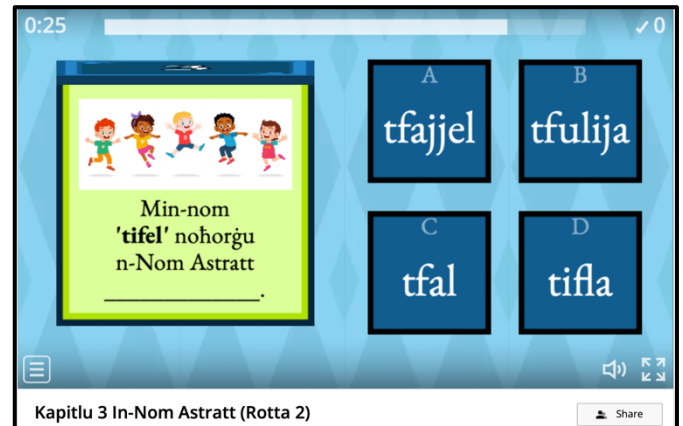 0:25
✓ 0
Min-nom
'tifel' noħorġu
n-Nom Astratt
_______________.
A
tfajjel
B
tfulija
C
tfal
D
tifla
Kapitlu 3 In-Nom Astratt (Rotta 2)
Share